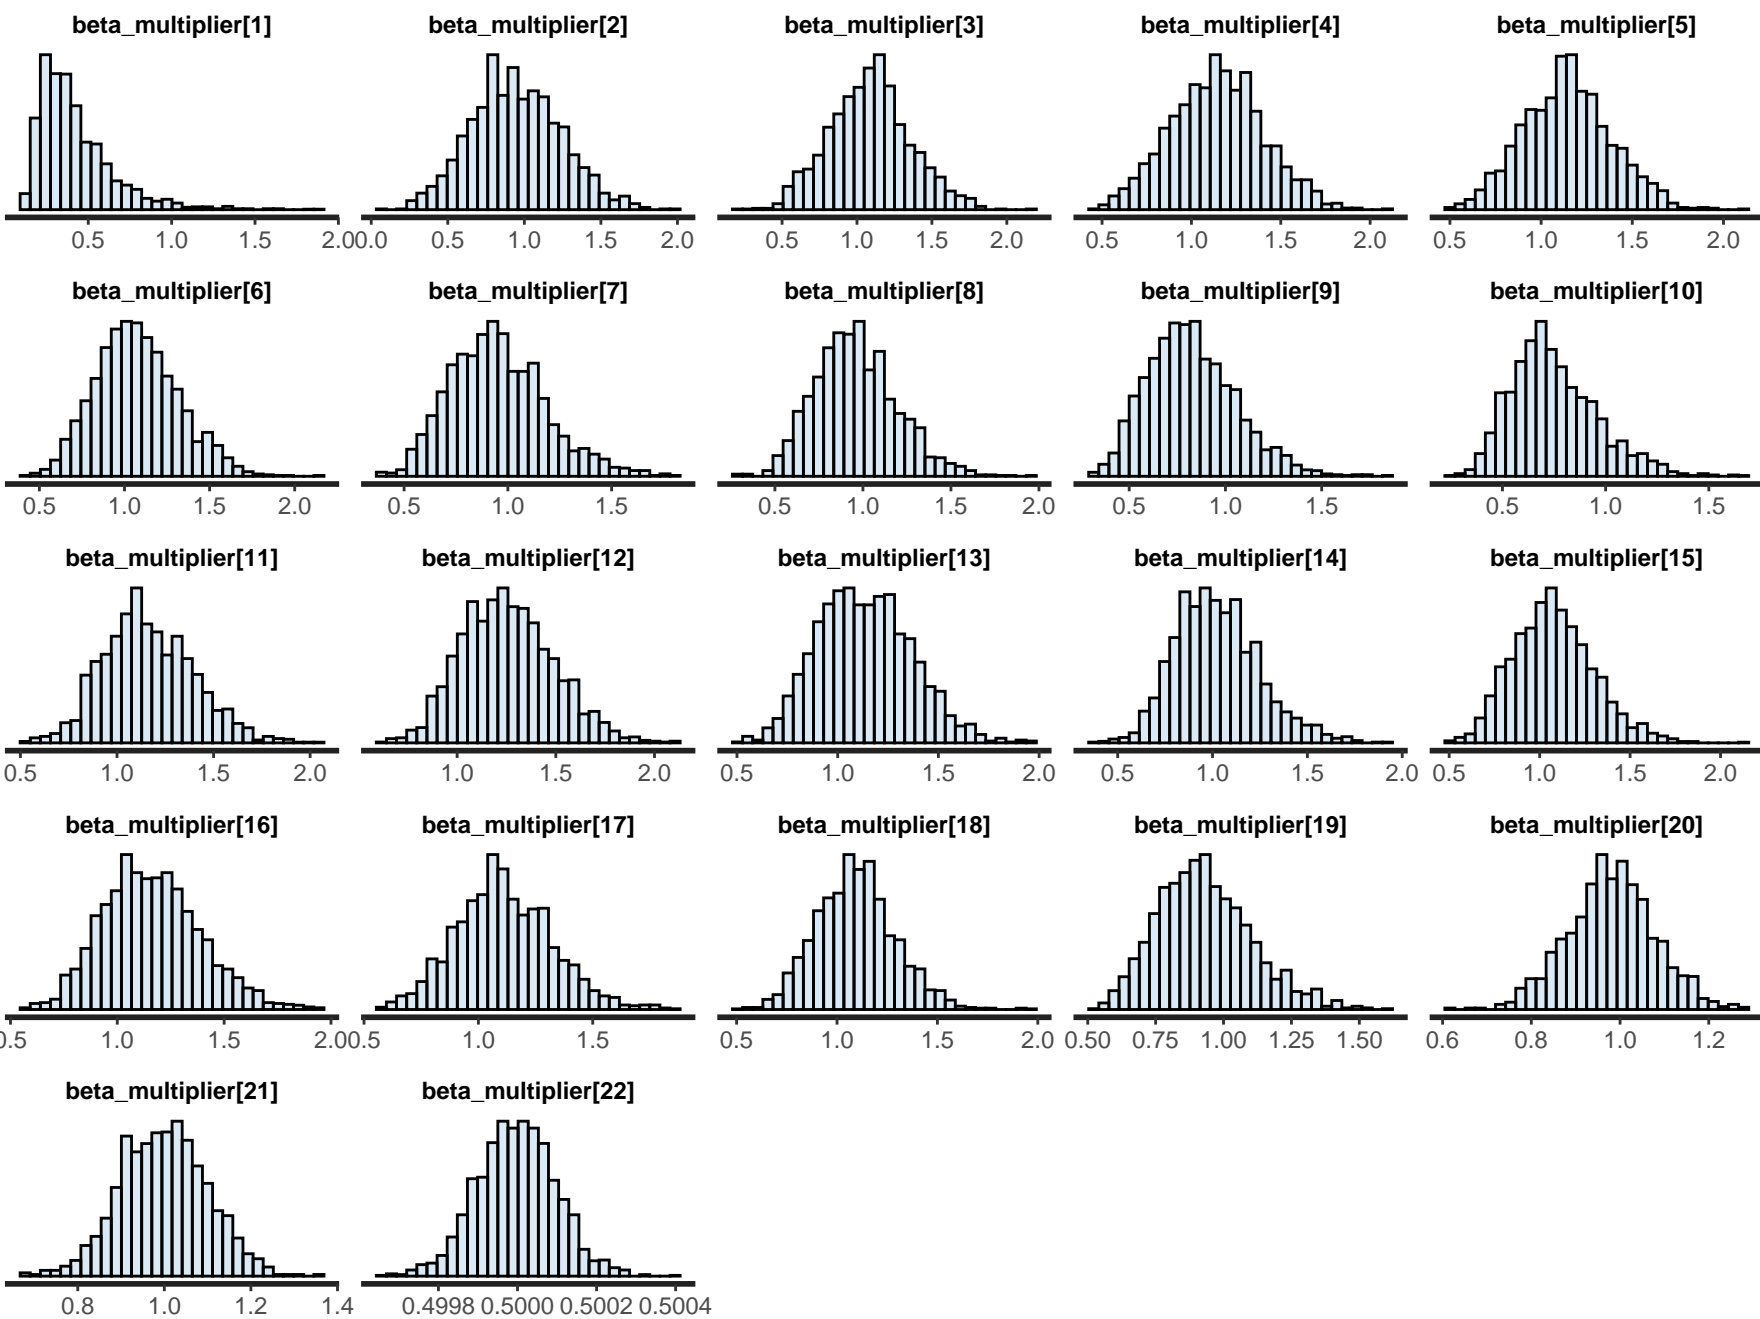 beta_multiplier[1] beta_multiplier[2] beta_multiplier[3] beta_multiplier[4] beta_multiplier[5]
0.5 1.0 1.5 2.0 0.0 0.5 1.0 1.5 2.0 0.5 1.0 1.5 2.0 0.5 1.0 1.5 2.0 0.5 1.0 1.5 2.0
beta_multiplier[6] beta_multiplier[7] beta_multiplier[8] beta_multiplier[9] beta_multiplier[10]
0.5 1.0 1.5 2.0 0.5 1.0 1.5 0.5 1.0 1.5 2.0 0.5 1.0 1.5 0.5 1.0 1.5
beta_multiplier[11] beta_multiplier[12] beta_multiplier[13] beta_multiplier[14] beta_multiplier[15]
0.5 1.0 1.5 2.0 1.0 1.5 2.0 0.5 1.0 1.5 2.0 0.5 1.0 1.5 2.0 0.5 1.0 1.5 2.0
beta_multiplier[16] beta_multiplier[17] beta_multiplier[18] beta_multiplier[19] beta_multiplier[20]
0.5 1.0 1.5 2.0 0.5 1.0 1.5 0.5 1.0 1.5 2.0 0.50 0.75 1.00 1.25 1.50 0.6 0.8 1.0 1.2
beta_multiplier[21] beta_multiplier[22]
0.8 1.0 1.2 1.4 0.4998 0.5000 0.5002 0.5004